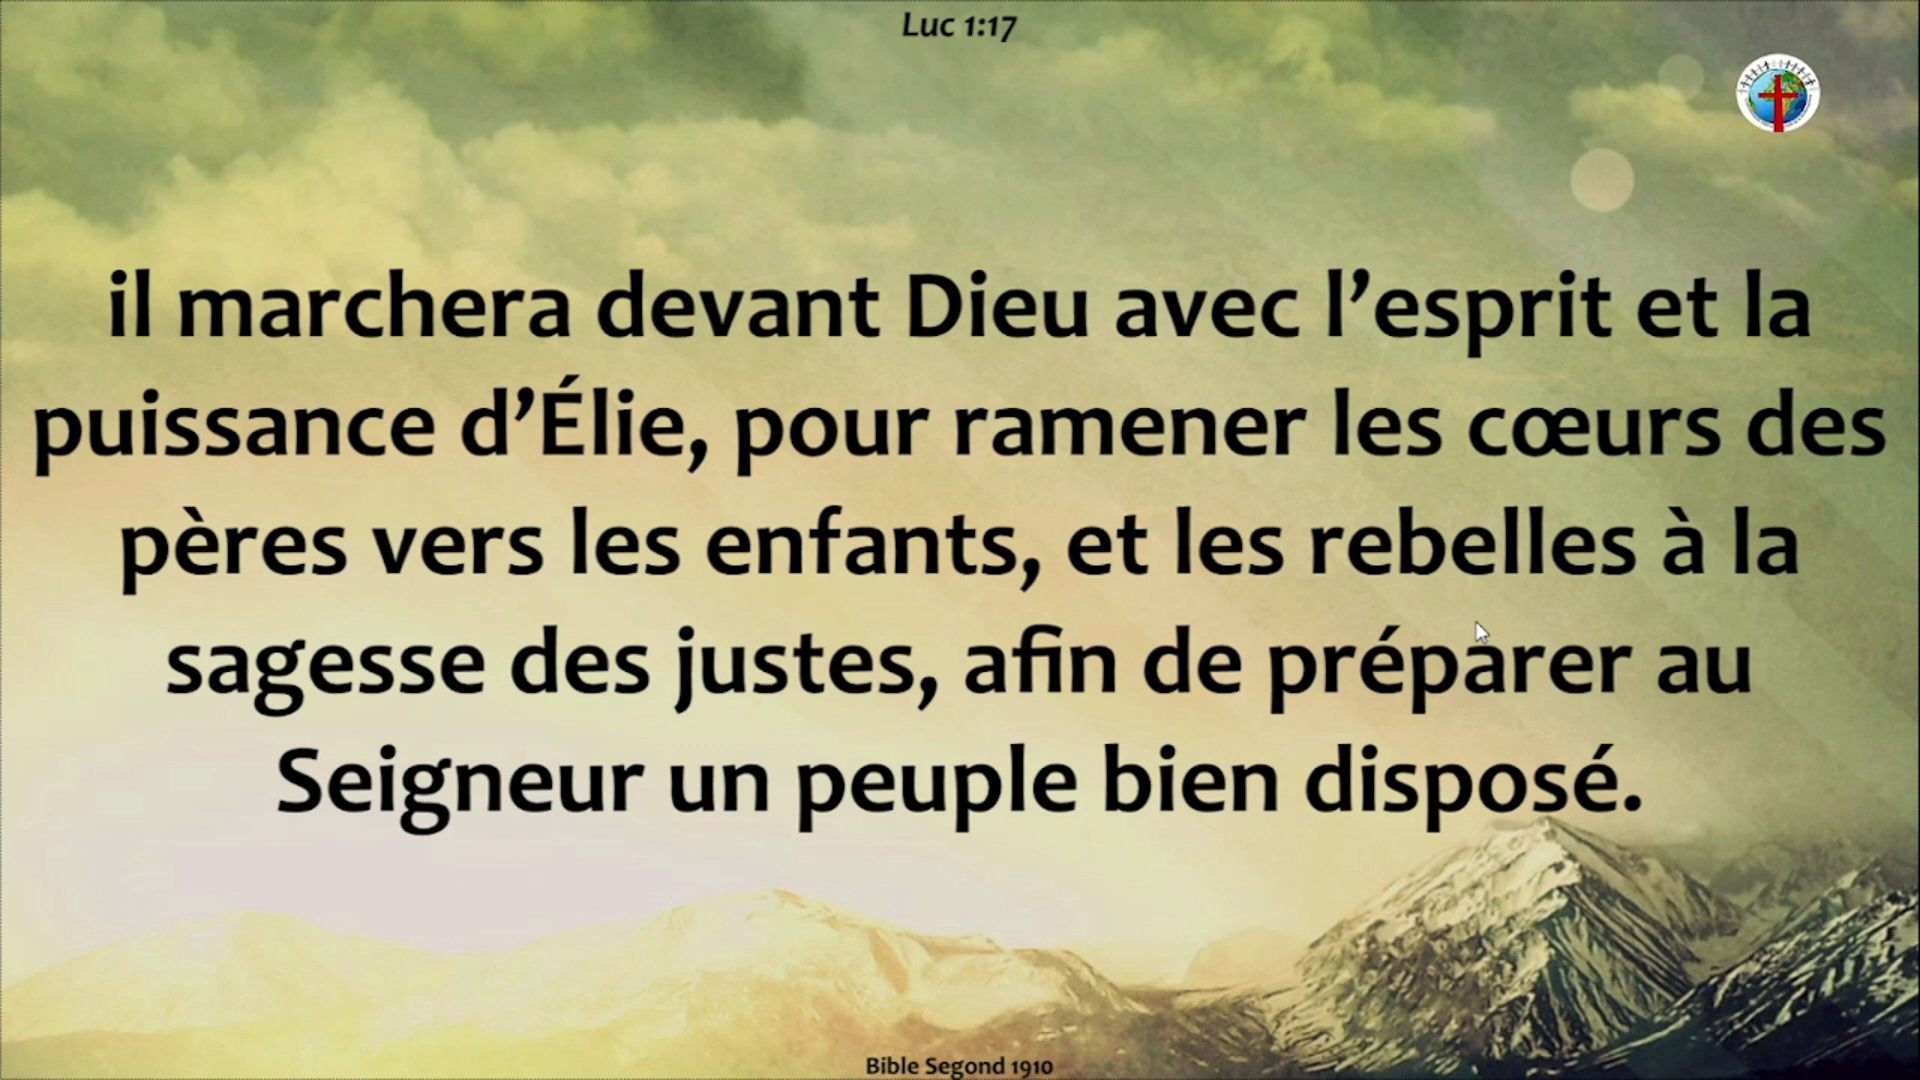 Luc 1:17
il marchera devant Dieu avec l’esprit et la
puissance d’Élie, pour ramener les cœurs des
pères vers les enfants, et les rebelles à la
sagesse des justes, afin de préparer au
Seigneur un peuple bien disposé.
Bible Segond 1910